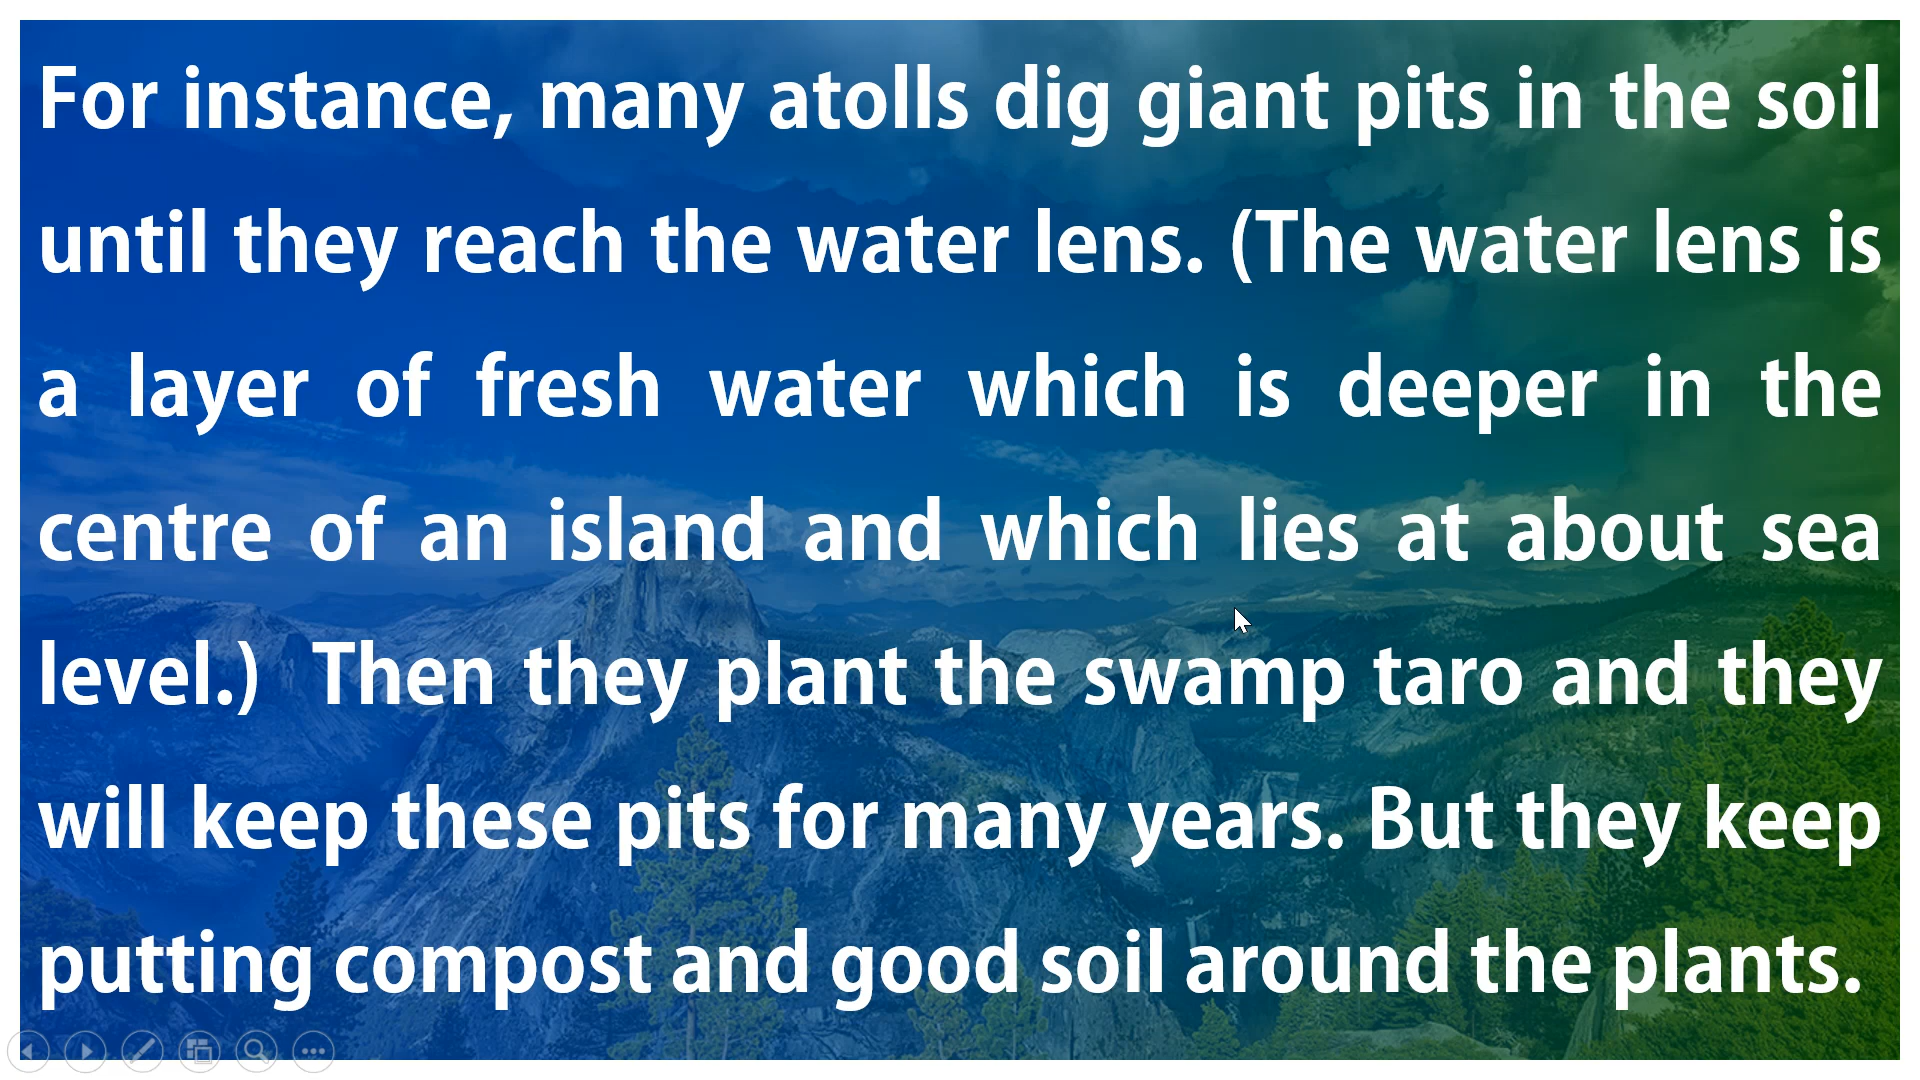 For instance, many atolls dig giant pits in the soil
until they reach the water lens. (The water lens is
a layer of fresh water which is deeper in the
centre of an island and which lies at about sea
level.) Then they plant the swamp taro and they
will keep these pits for many years. But they keep
putting compost and good soil around the plants.